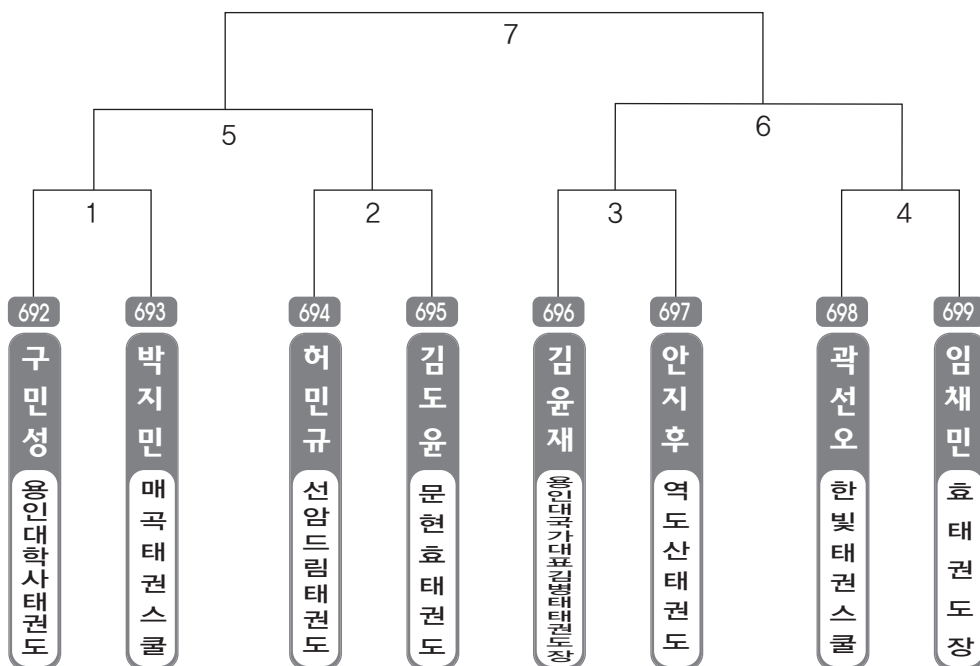 7
5
6
1
2
3
4
692
693
694
695
696
697
698
699
구민성
박지민
허민규
김도윤
김윤재
안지후
곽선오
임채민
용인대학사태권도
매곡태권스쿨
선암드림태권도
문현효태권도
용인대국가대표김병태태권도장
역도산태권도
한빛태권스쿨
효태권도장